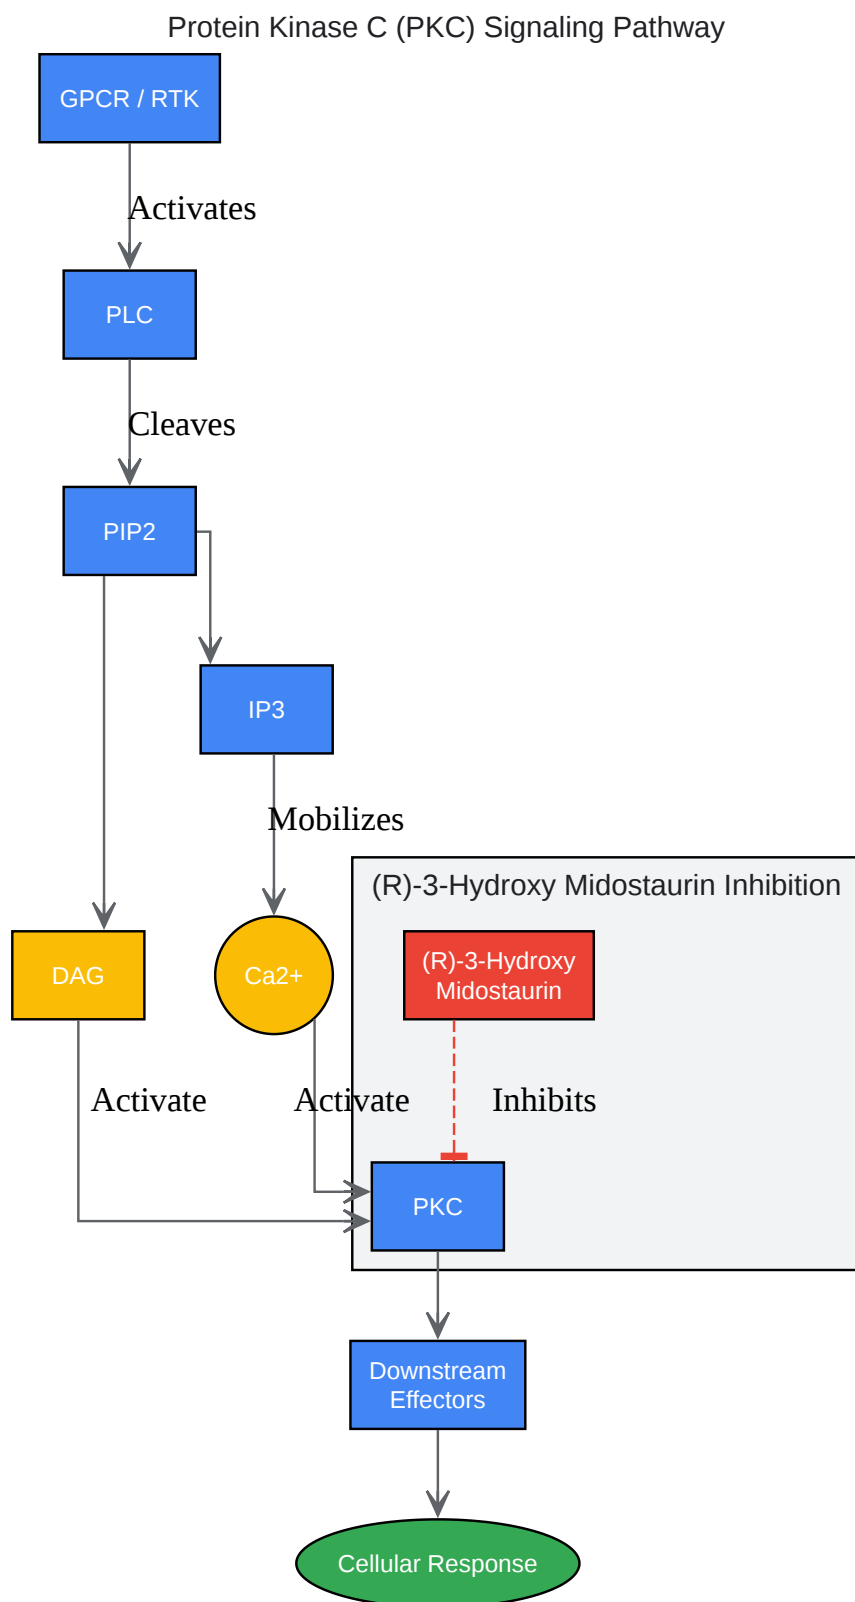 Protein Kinase C (PKC) Signaling Pathway
GPCR / RTK
Activates
PLC
Cleaves
PIP2
IP3
Mobilizes
(R)-3-Hydroxy Midostaurin Inhibition
DAG
Ca2+
(R)-3-Hydroxy
Midostaurin
Activate
Activate
Inhibits
PKC
Downstream
Effectors
Cellular Response